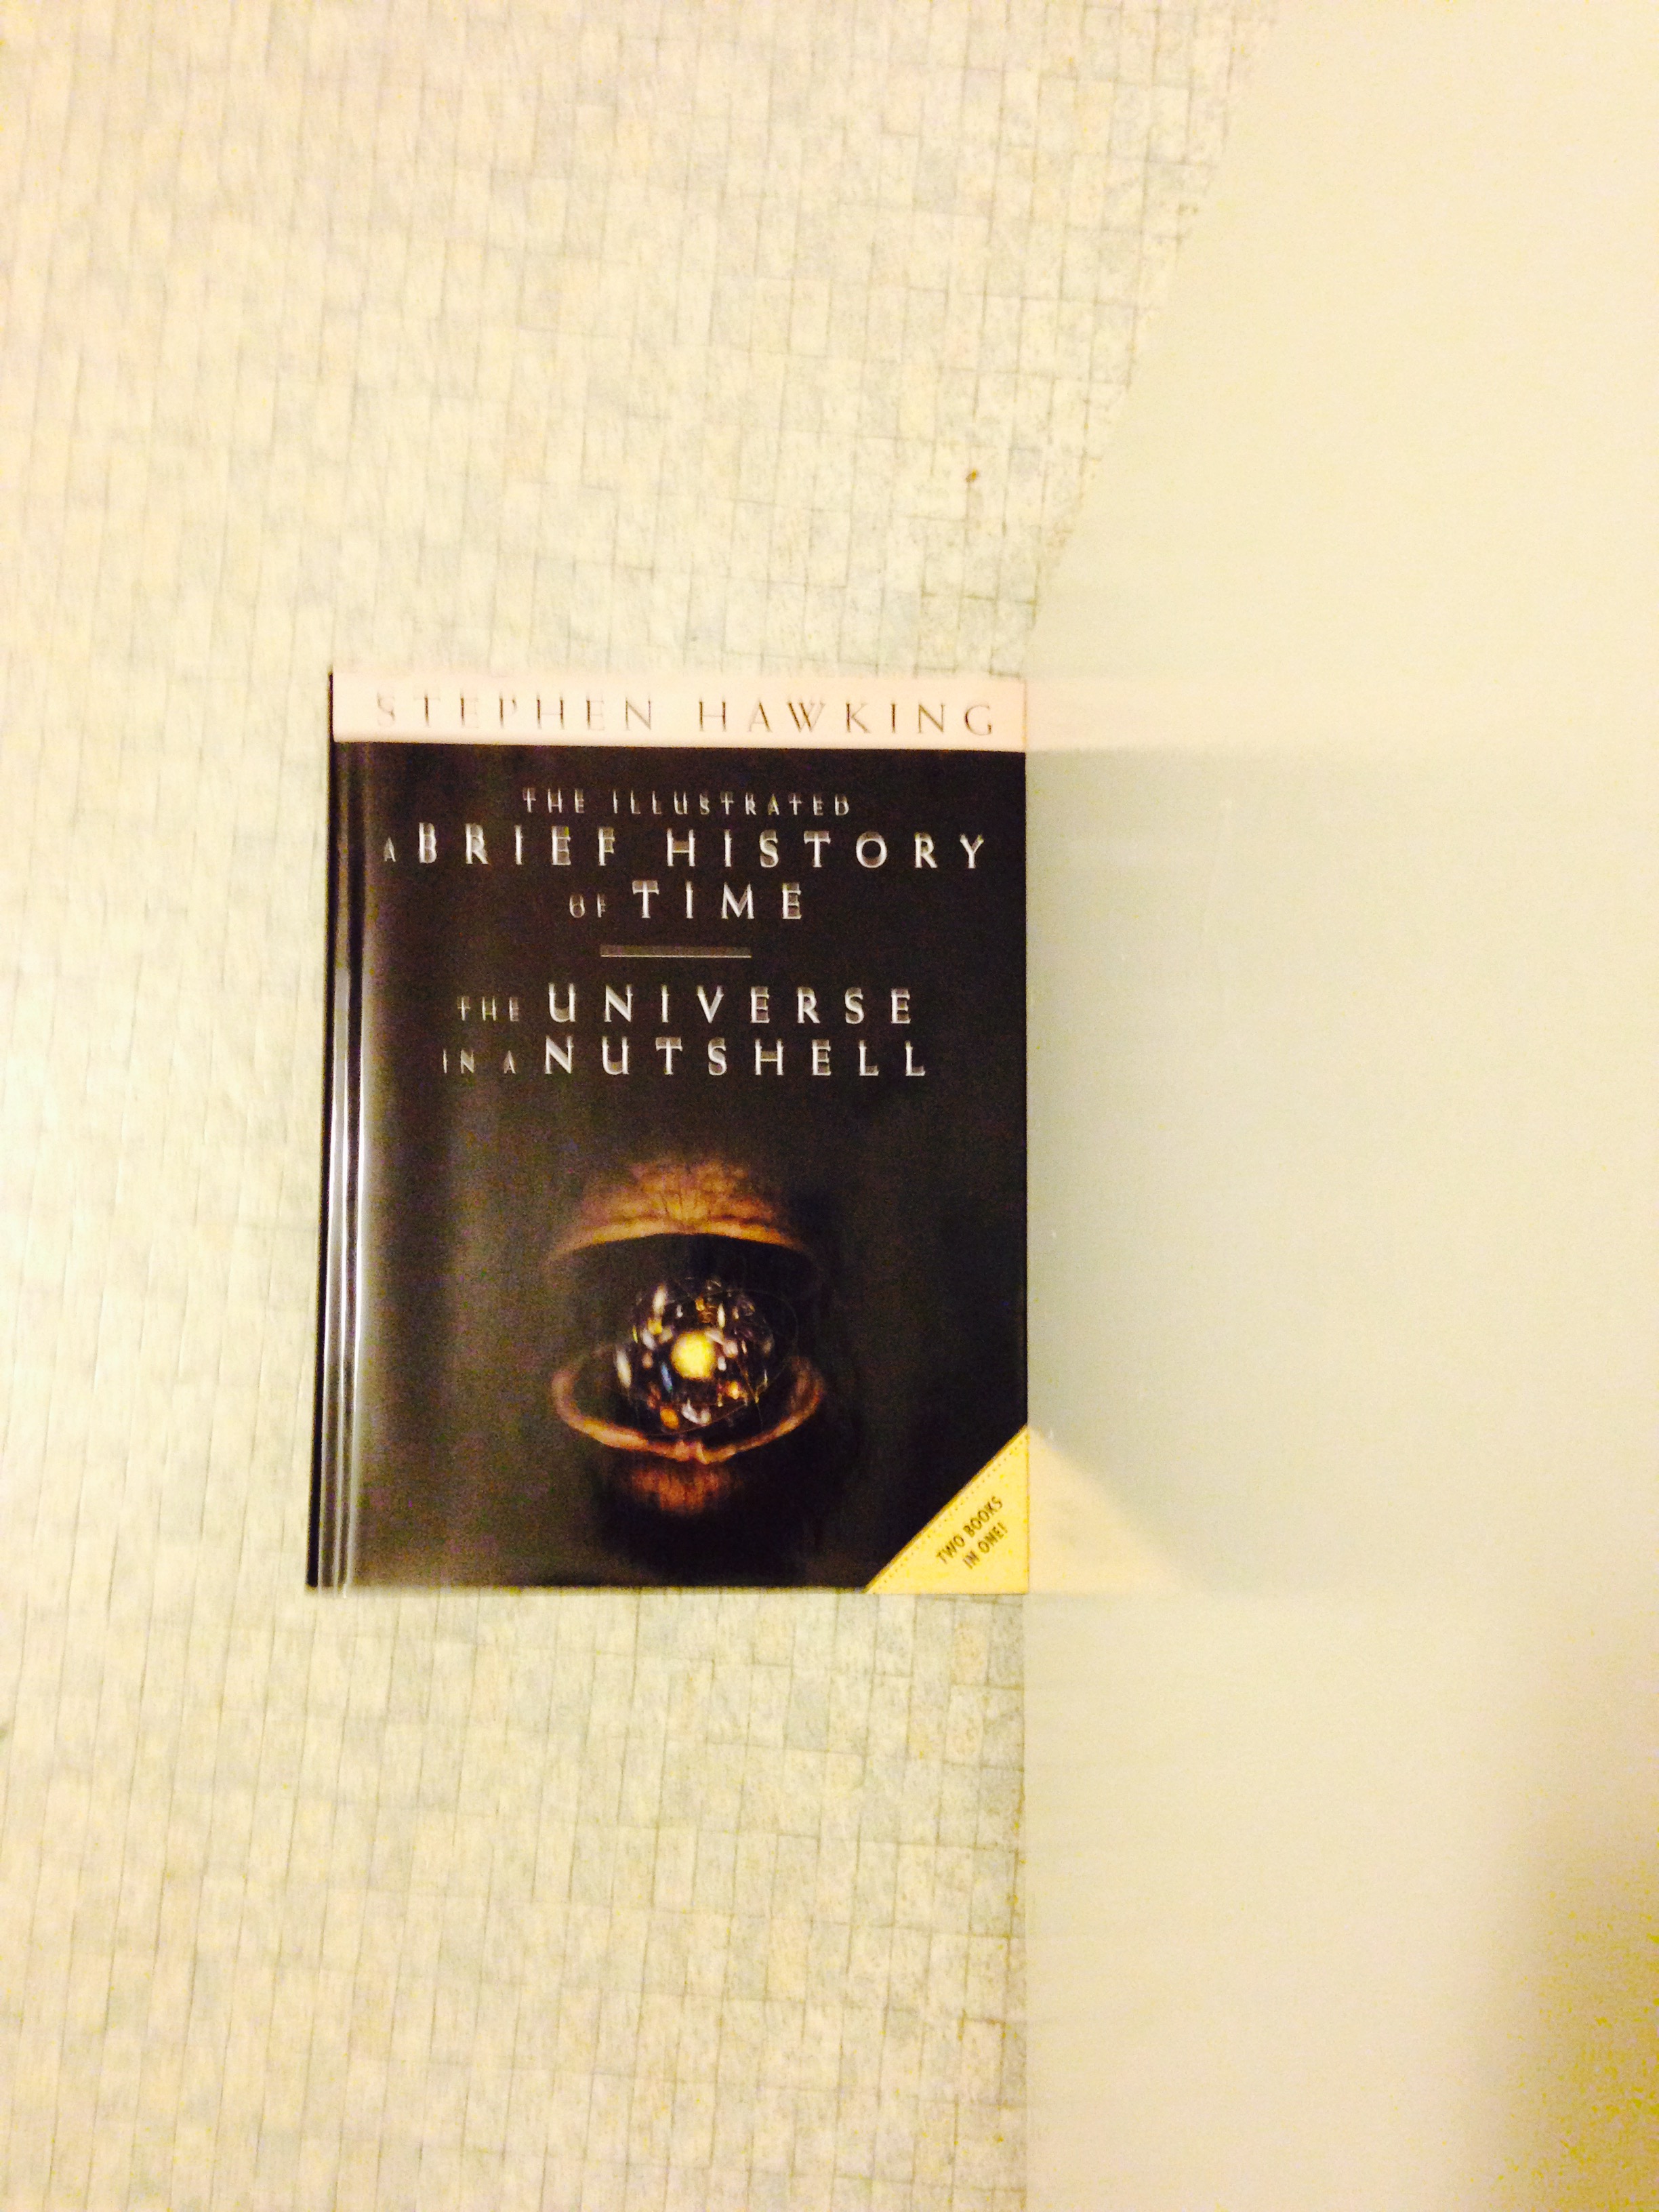 STEPHEN HAWKING
THE ILLUSTRATED
A BRIEF HISTORY
OF TIME
THE UNIVERSE
IN A NUTSHELL
TWO BOOKS
IN ONE!